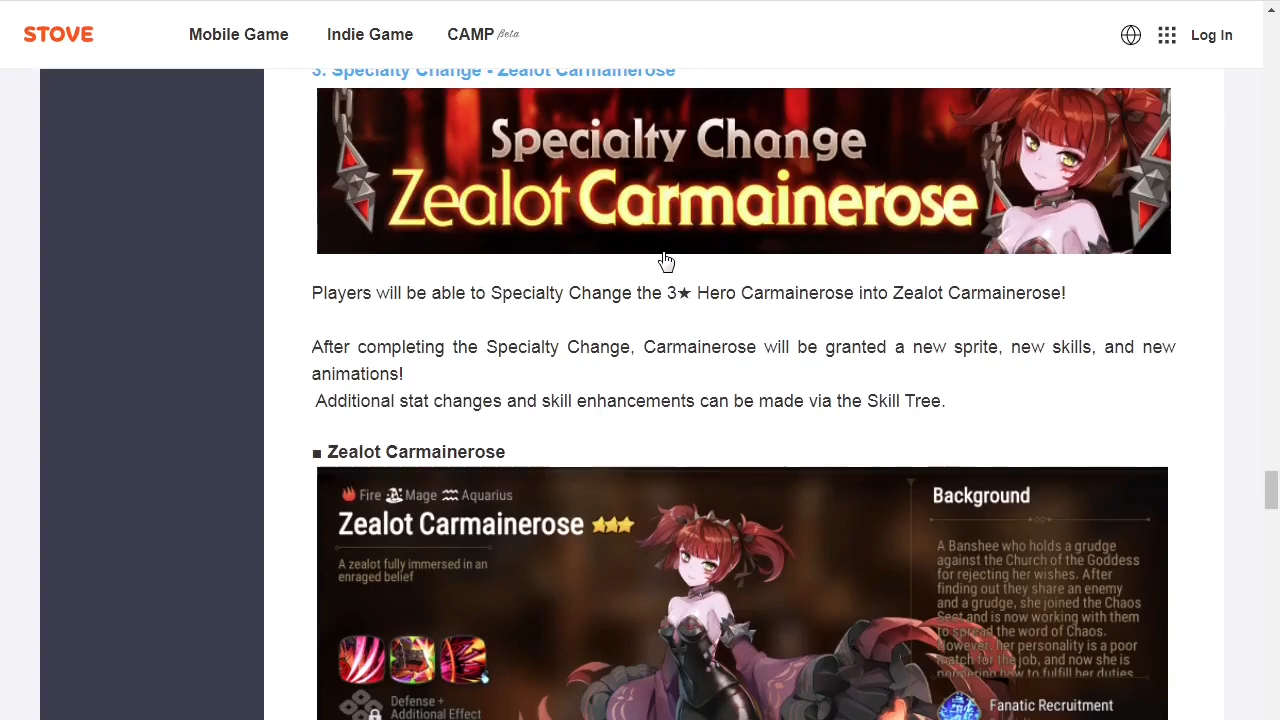 STOVE
Mobile Game
Indie Game
CAMP βeta
Log In
3. Specialty Change - Zealot Carmainerose
Specialty Change
Zealot Carmainerose
Players will be able to Specialty Change the 3★ Hero Carmainerose into Zealot Carmainerose!
After completing the Specialty Change, Carmainerose will be granted a new sprite, new skills, and new
animations!
Additional stat changes and skill enhancements can be made via the Skill Tree.
■ Zealot Carmainerose
Fire Mage Aquarius
Zealot Carmainerose
A zealot fully immersed in an
enraged belief
Defense +
Additional Effect
Background
A Banshee who holds a grudge
against the Church of the Goddess
for rejecting her wishes. After
finding out they share an enemy
and a grudge, she joined the Chaos
Sect and is now working with them
to spread the word of Chaos.
However, her personality is a poor
match for the job, and now she is
pondering how to fulfill her duties
Fanatic Recruitment